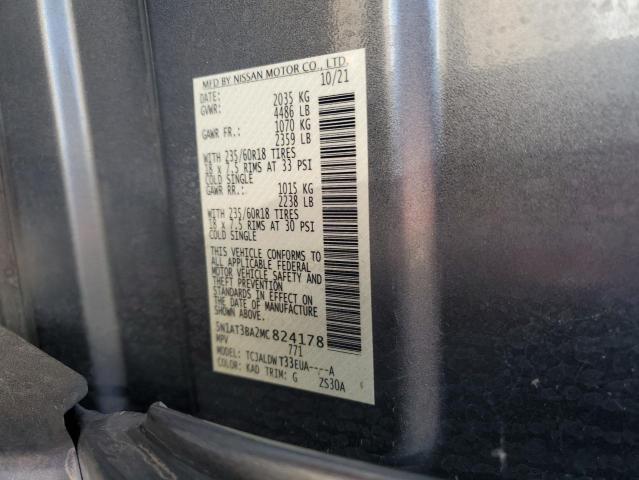 MFD BY NISSAN MOTOR CO., LTD.
DATE: 10/21
GVWR: 2035 KG
4486 LB
GAWR FR.: 1070 KG
2359 LB
WITH 235/60R18 TIRES
18 x 7.5 RIMS AT 33 PSI
COLD SINGLE
GAWR RR.: 1015 KG
2238 LB
WITH 235/60R18 TIRES
18 x 7.5 RIMS AT 30 PSI
COLD SINGLE
THIS VEHICLE CONFORMS TO
ALL APPLICABLE FEDERAL
MOTOR VEHICLE SAFETY AND
THEFT PREVENTION
STANDARDS IN EFFECT ON
THE DATE OF MANUFACTURE
SHOWN ABOVE.
5N1AT3BA2MC 824178
MPV 771
MODEL: TCJALDW T33EUA----A
COLOR: KAD TRIM: G ZS30A